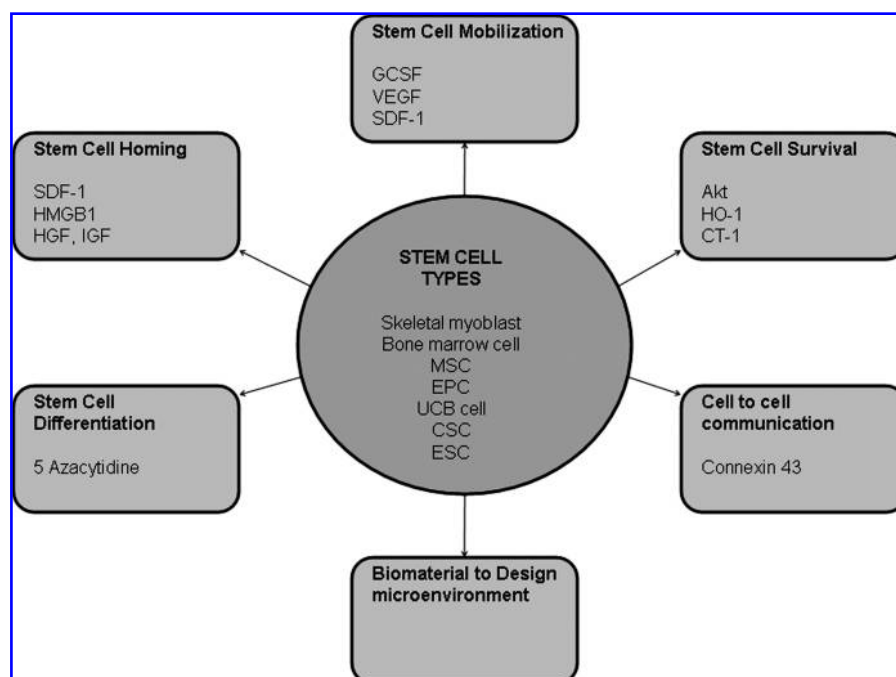 Stem Cell Mobilization
GCSF
VEGF
SDF-1
Stem Cell Homing
SDF-1
HMGB1
HGF, IGF
Stem Cell Survival
Akt
HO-1
CT-1
STEM CELL
TYPES
Skeletal myoblast
Bone marrow cell
MSC
EPC
UCB cell
CSC
ESC
Stem Cell
Differentiation
5 Azacytidine
Cell to cell
communication
Connexin 43
Biomaterial to Design
microenvironment